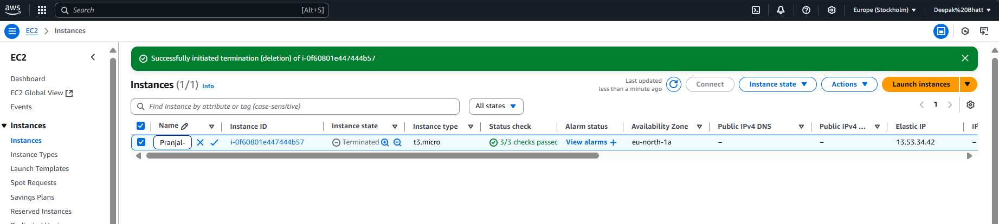 aws
Search [Alt+S] Europe (Stockholm) Deepak%20Bhatt
EC2 Instances
EC2
Dashboard
EC2 Global View
Events
Instances
Instances
Instance Types
Launch Templates
Spot Requests
Savings Plans
Reserved Instances
Successfully initiated termination (deletion) of i-0f60801e447444b57
Instances (1/1) Info
Last updated
less than a minute ago
Connect Instance state Actions Launch instances
Find Instance by attribute or tag (case-sensitive) All states 1
Name Instance ID Instance state Instance type Status check Alarm status Availability Zone Public IPv4 DNS Public IPv4 ... Elastic IP IP
Pranjal- i-0f60801e447444b57 Terminated t3.micro 3/3 checks passec View alarms + eu-north-1a – – 13.53.34.42 –